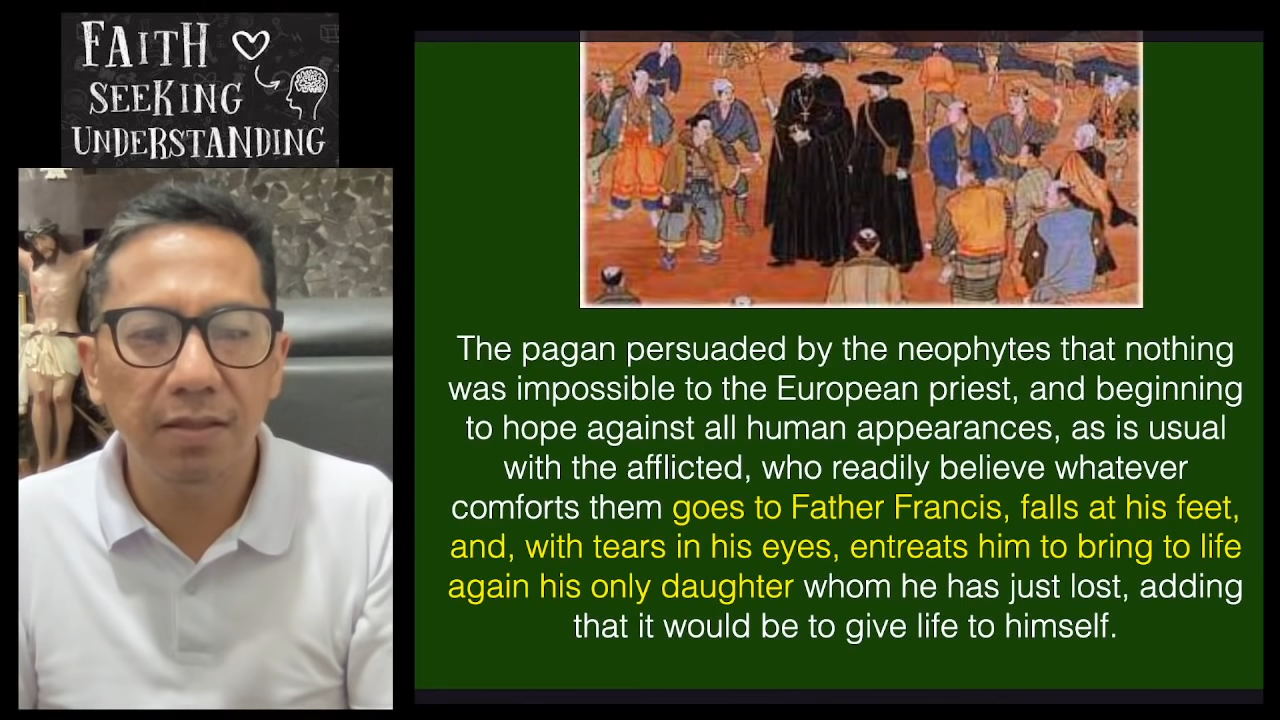 FAITH
SEEKING
UNDERSTANDING
The pagan persuaded by the neophytes that nothing
was impossible to the European priest, and beginning
to hope against all human appearances, as is usual
with the afflicted, who readily believe whatever
comforts them goes to Father Francis, falls at his feet,
and, with tears in his eyes, entreats him to bring to life
again his only daughter whom he has just lost, adding
that it would be to give life to himself.